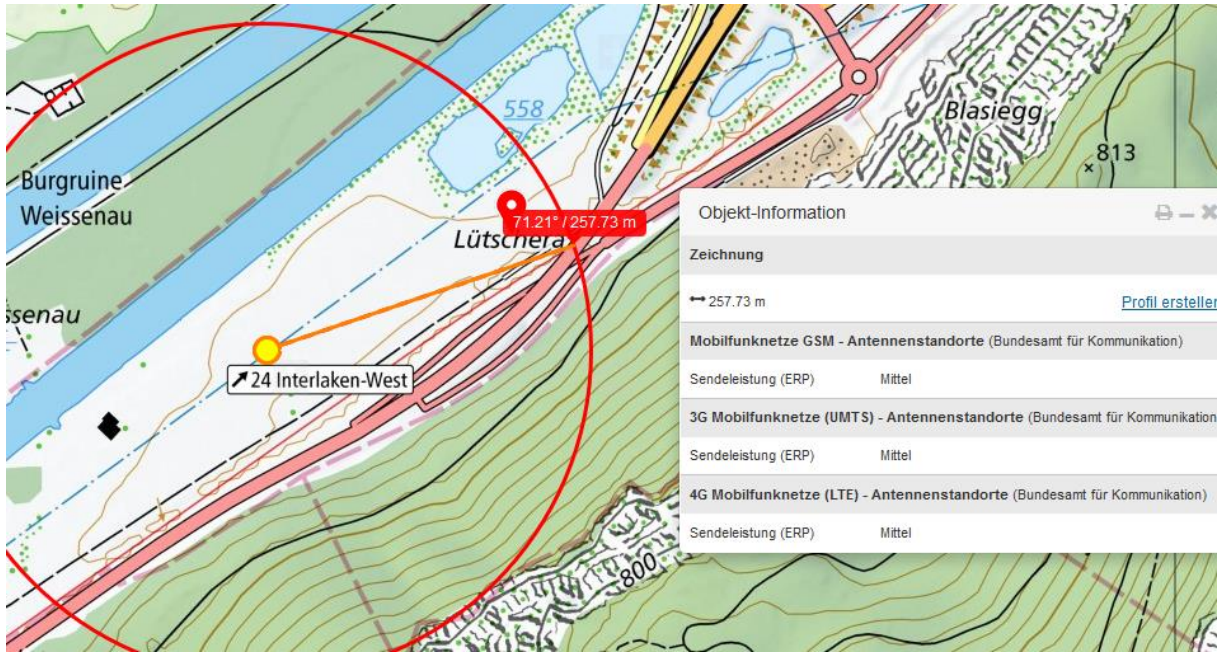 558
Blasiegg
813
Burgruine
Weissenau
71.21° / 257.73 m
Lütschera
ssenau
24 Interlaken-West
800
Objekt-Information
Zeichnung
257.73 m Profil ersteller
Mobilfunknetze GSM - Antennenstandorte (Bundesamt für Kommunikation)
Sendeleistung (ERP) Mittel
3G Mobilfunknetze (UMTS) - Antennenstandorte (Bundesamt für Kommunikation
Sendeleistung (ERP) Mittel
4G Mobilfunknetze (LTE) - Antennenstandorte (Bundesamt für Kommunikation)
Sendeleistung (ERP) Mittel